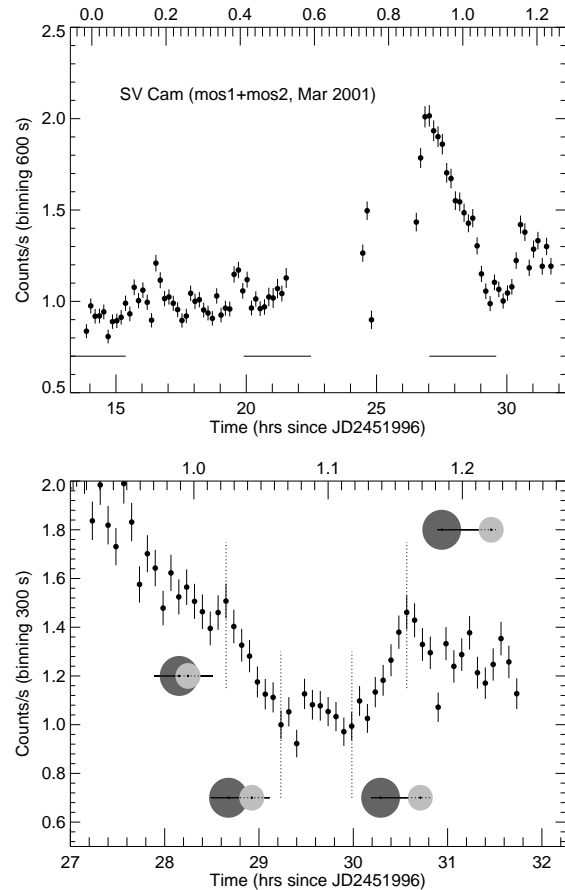 0.0 0.2 0.4 0.6 0.8 1.0 1.2
2.5
SV Cam (mos1+mos2, Mar 2001)
2.0
1.5
1.0
0.5
Counts/s (binning 600 s)
15 20 25 30
Time (hrs since JD2451996)
1.0 1.1 1.2
2.0
1.8
1.6
1.4
1.2
1.0
0.8
0.6
Counts/s (binning 300 s)
27 28 29 30 31 32
Time (hrs since JD2451996)